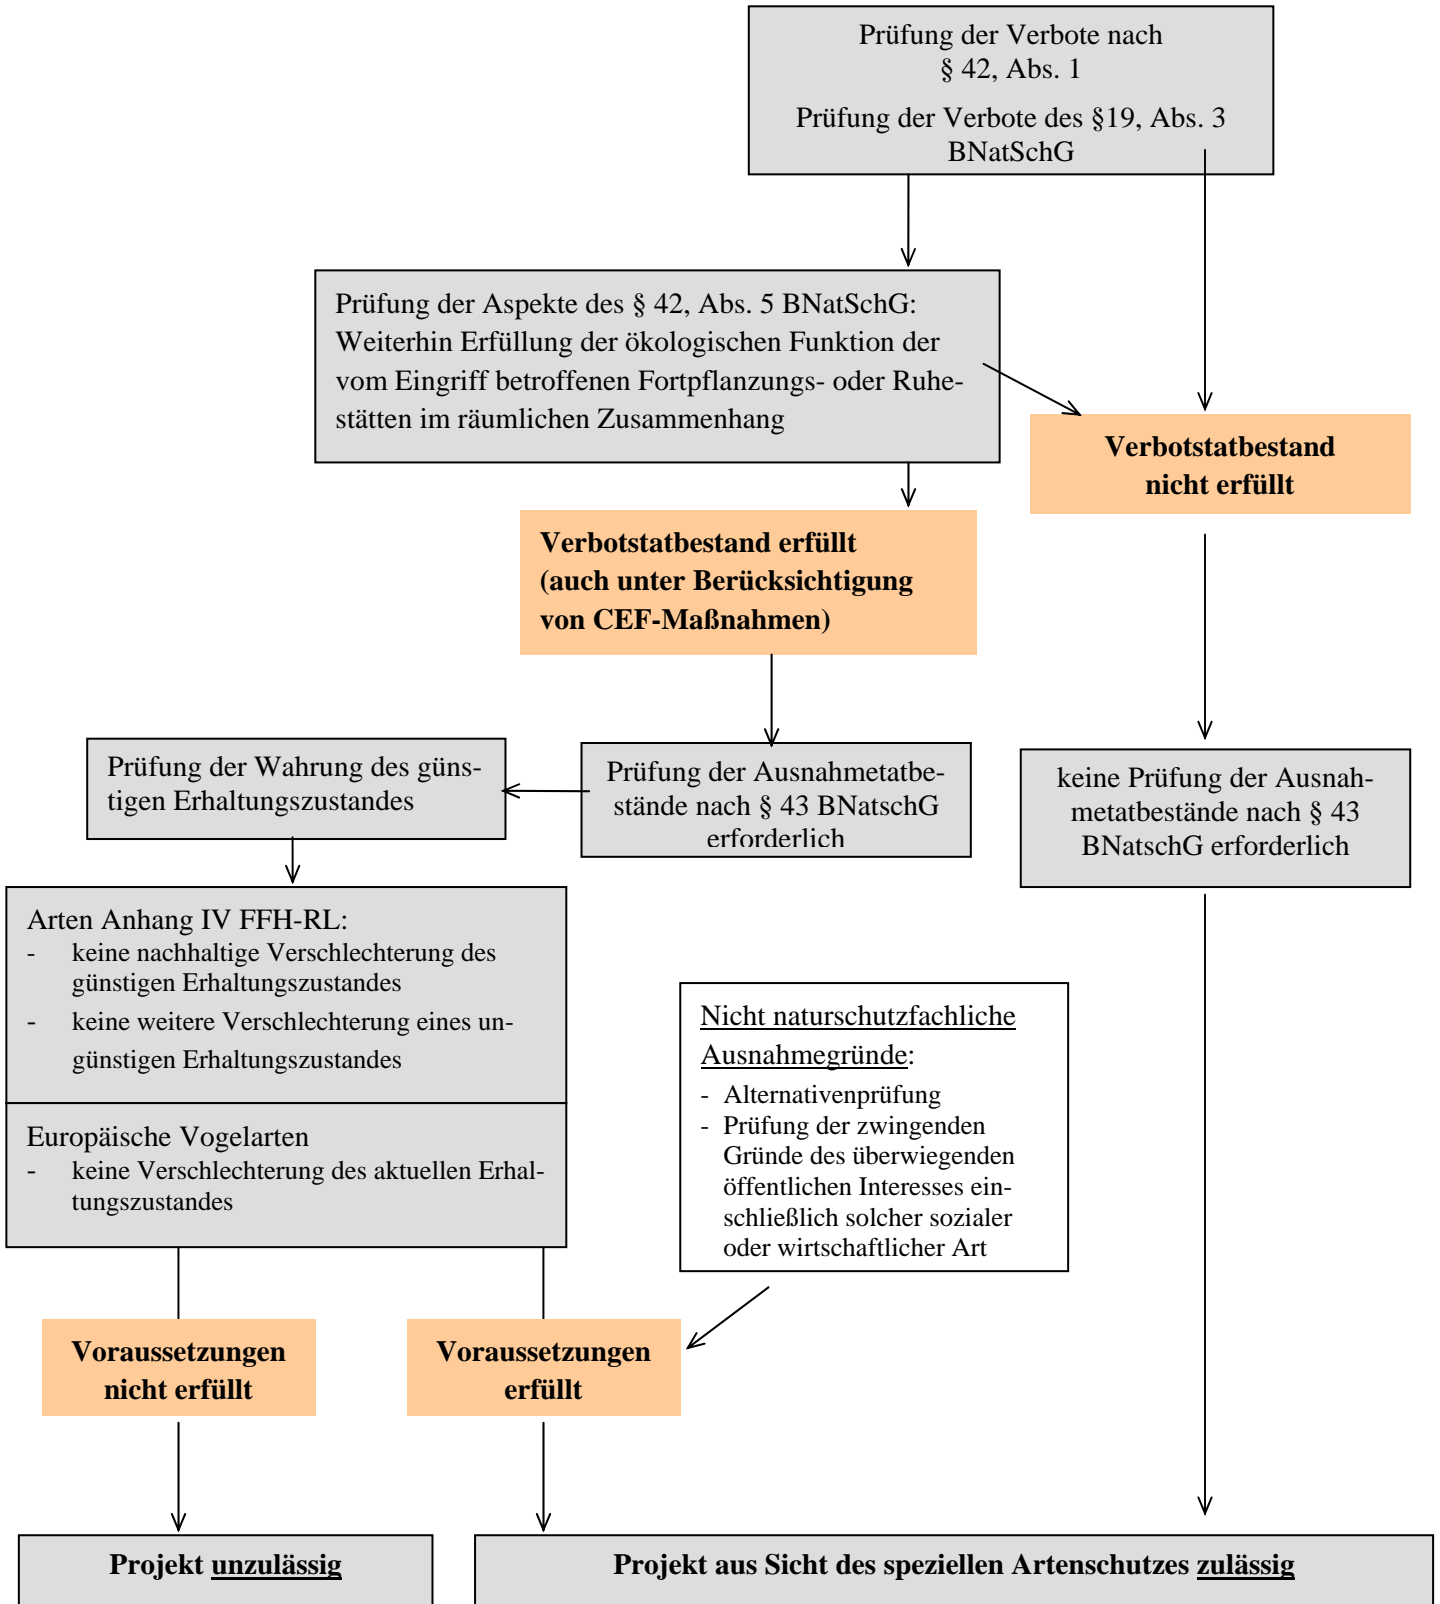 Prüfung der Verbote nach
§ 42, Abs. 1
Prüfung der Verbote des §19, Abs. 3
BNatSchG
Prüfung der Aspekte des § 42, Abs. 5 BNatSchG:
Weiterhin Erfüllung der ökologischen Funktion der
vom Eingriff betroffenen Fortpflanzungs- oder Ruhe-
stätten im räumlichen Zusammenhang
Verbotstatbestand
nicht erfüllt
Verbotstatbestand erfüllt
(auch unter Berücksichtigung
von CEF-Maßnahmen)
Prüfung der Wahrung des güns-
tigen Erhaltungszustandes
Prüfung der Ausnahmetatbe-
stände nach § 43 BNatschG
erforderlich
keine Prüfung der Ausnah-
metatbestände nach § 43
BNatschG erforderlich
Arten Anhang IV FFH-RL:
- keine nachhaltige Verschlechterung des
günstigen Erhaltungszustandes
- keine weitere Verschlechterung eines un-
günstigen Erhaltungszustandes
Europäische Vogelarten
- keine Verschlechterung des aktuellen Erhal-
tungszustandes
Nicht naturschutzfachliche
Ausnahmegründe:
- Alternativenprüfung
- Prüfung der zwingenden
Gründe des überwiegenden
öffentlichen Interesses ein-
schließlich solcher sozialer
oder wirtschaftlicher Art
Voraussetzungen
nicht erfüllt
Voraussetzungen
erfüllt
Projekt unzulässig
Projekt aus Sicht des speziellen Artenschutzes zulässig